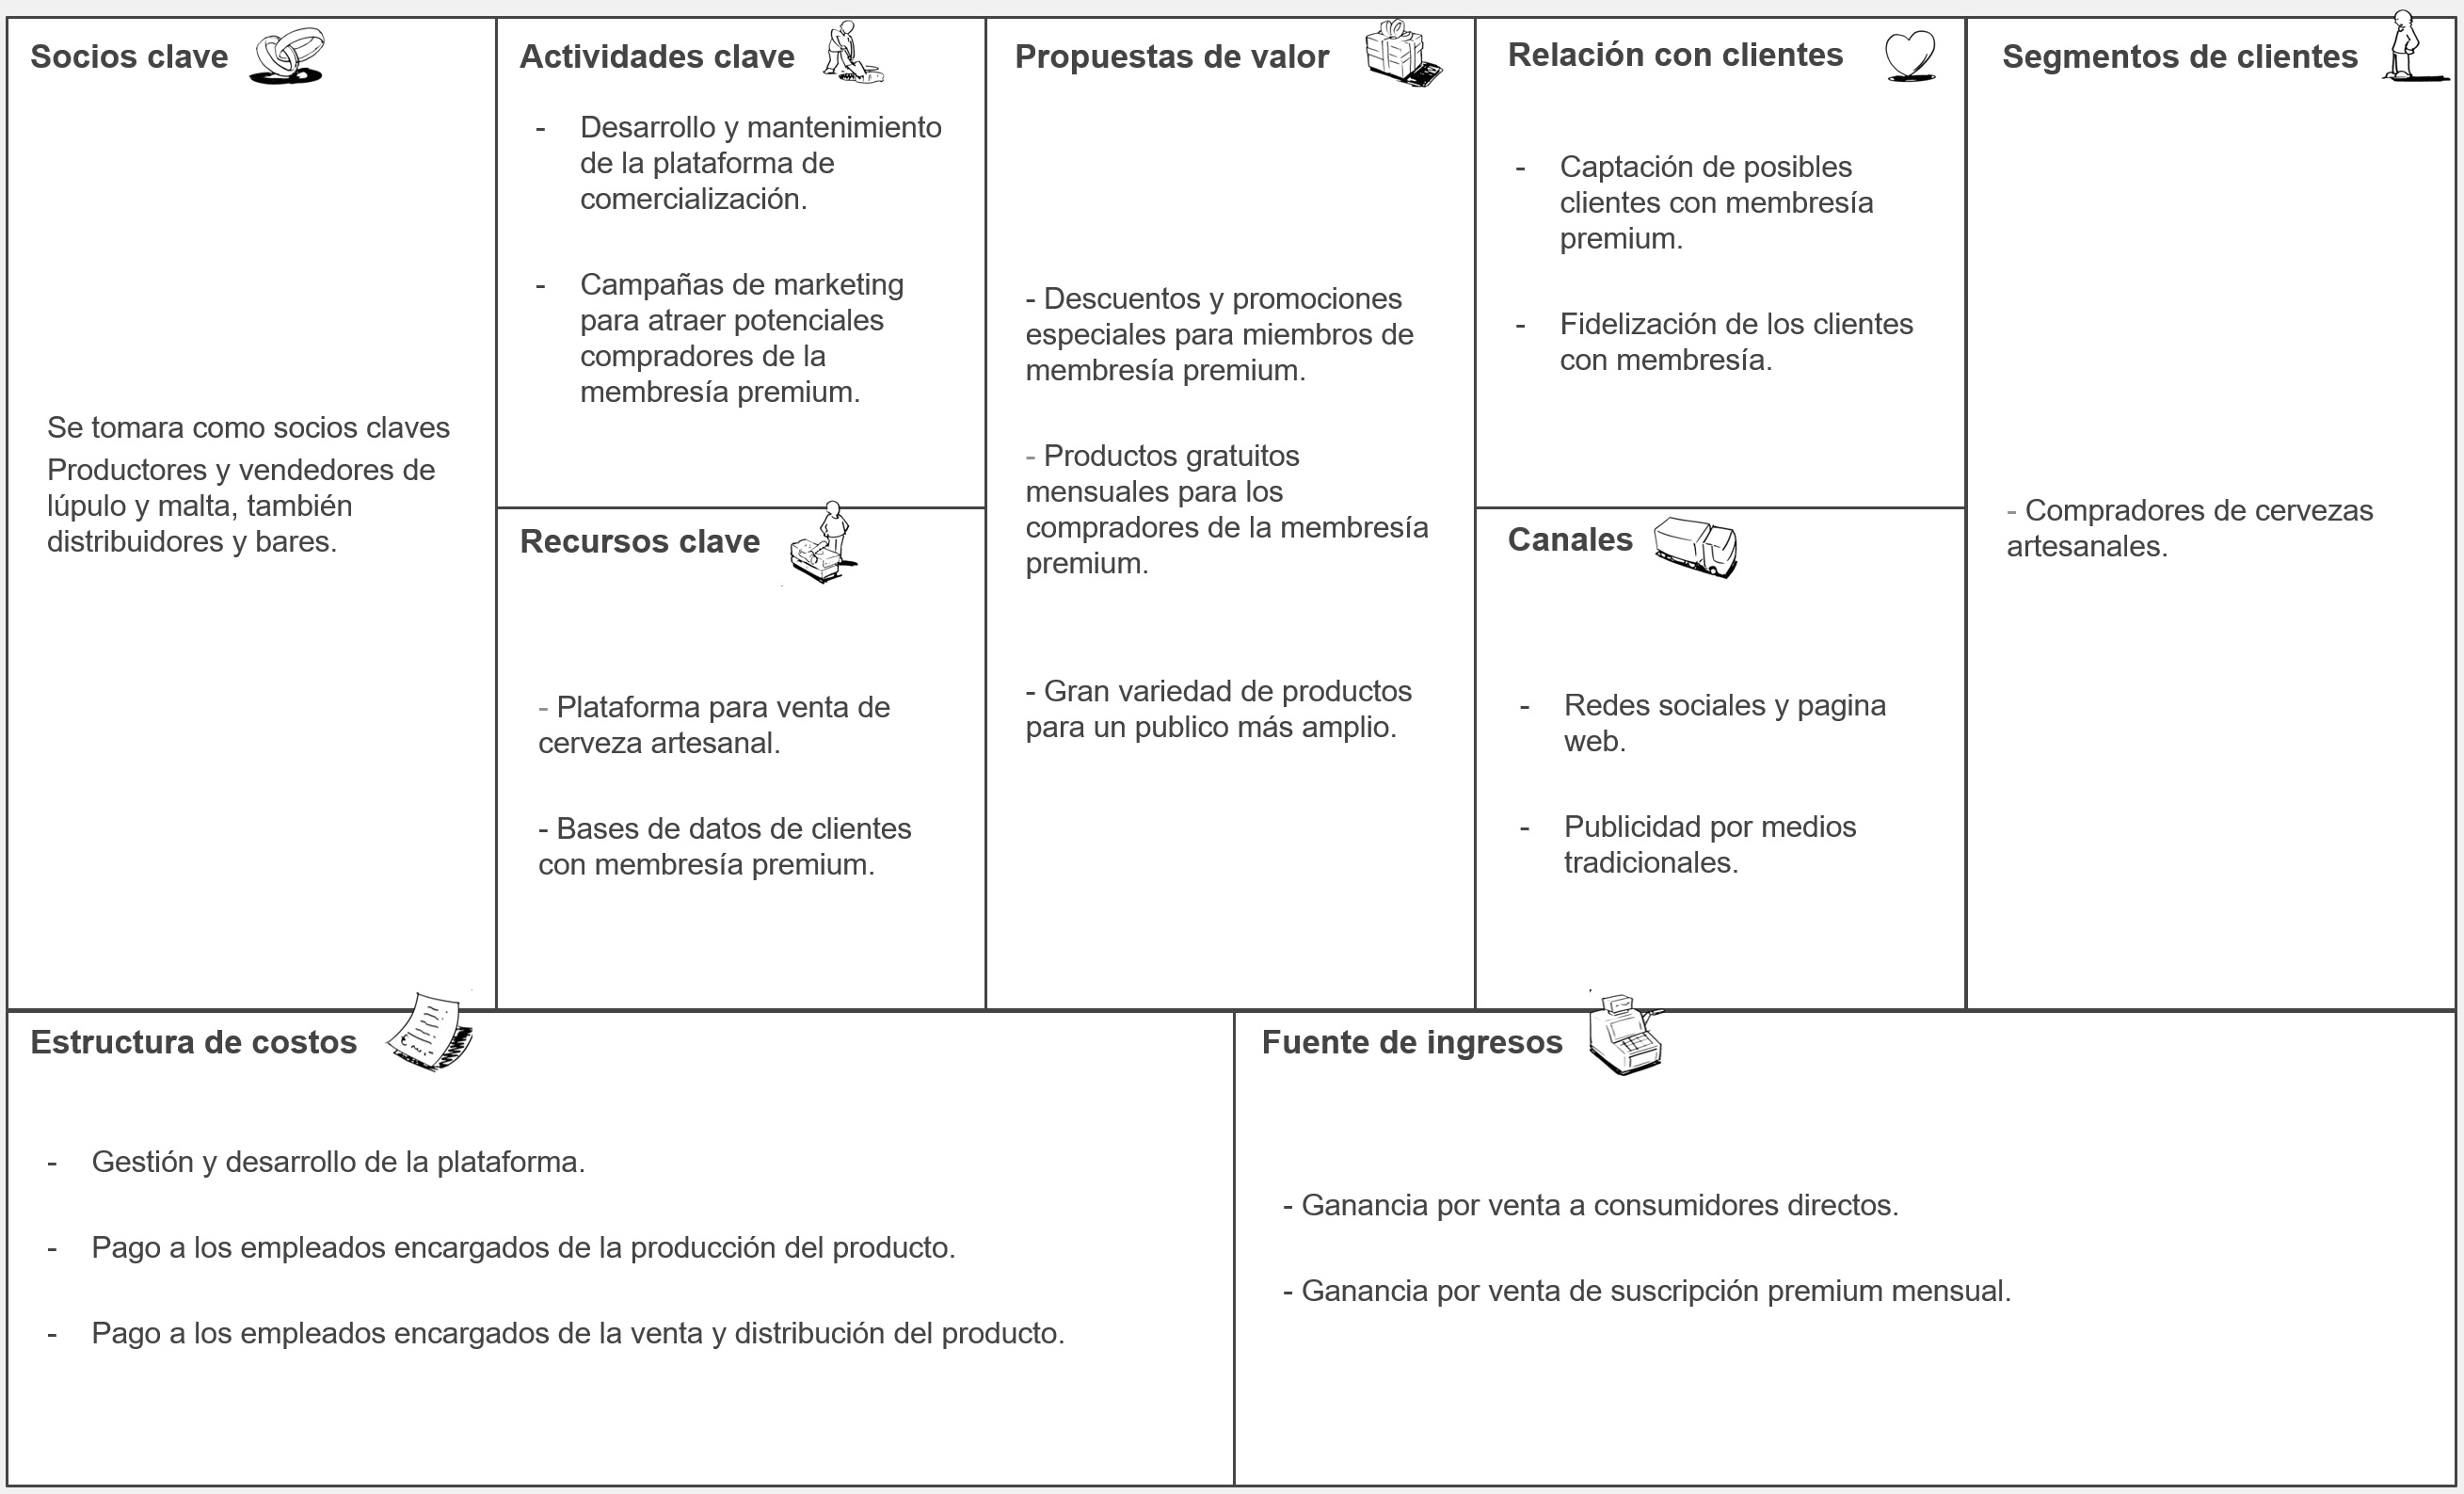 Socios clave
Se tomara como socios claves
Productores y vendedores de
lúpulo y malta, también
distribuidores y bares.
Actividades clave
- Desarrollo y mantenimiento
de la plataforma de
comercialización.
- Campañas de marketing
para atraer potenciales
compradores de la
membresía premium.
Recursos clave
- Plataforma para venta de
cerveza artesanal.
- Bases de datos de clientes
con membresía premium.
Propuestas de valor
- Descuentos y promociones
especiales para miembros de
membresía premium.
- Productos gratuitos
mensuales para los
compradores de la membresía
premium.
- Gran variedad de productos
para un publico más amplio.
Relación con clientes
- Captación de posibles
clientes con membresía
premium.
- Fidelización de los clientes
con membresía.
Canales
- Redes sociales y pagina
web.
- Publicidad por medios
tradicionales.
Segmentos de clientes
- Compradores de cervezas
artesanales.
Estructura de costos
- Gestión y desarrollo de la plataforma.
- Pago a los empleados encargados de la producción del producto.
- Pago a los empleados encargados de la venta y distribución del producto.
Fuente de ingresos
- Ganancia por venta a consumidores directos.
- Ganancia por venta de suscripción premium mensual.